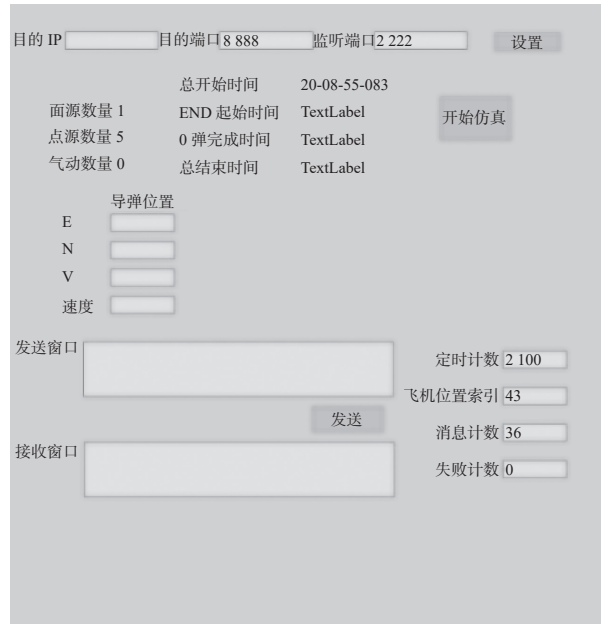 目的 IP 目的端口 8 888 监听端口 2 222 设置
总开始时间 20-08-55-083
面源数量 1 END 起始时间 TextLabel 开始仿真
点源数量 5 0 弹完成时间 TextLabel
气动数量 0 总结束时间 TextLabel
导弹位置
E
N
V
速度
发送窗口 定时计数 2 100
飞机位置索引 43
发送 消息计数 36
接收窗口 失败计数 0